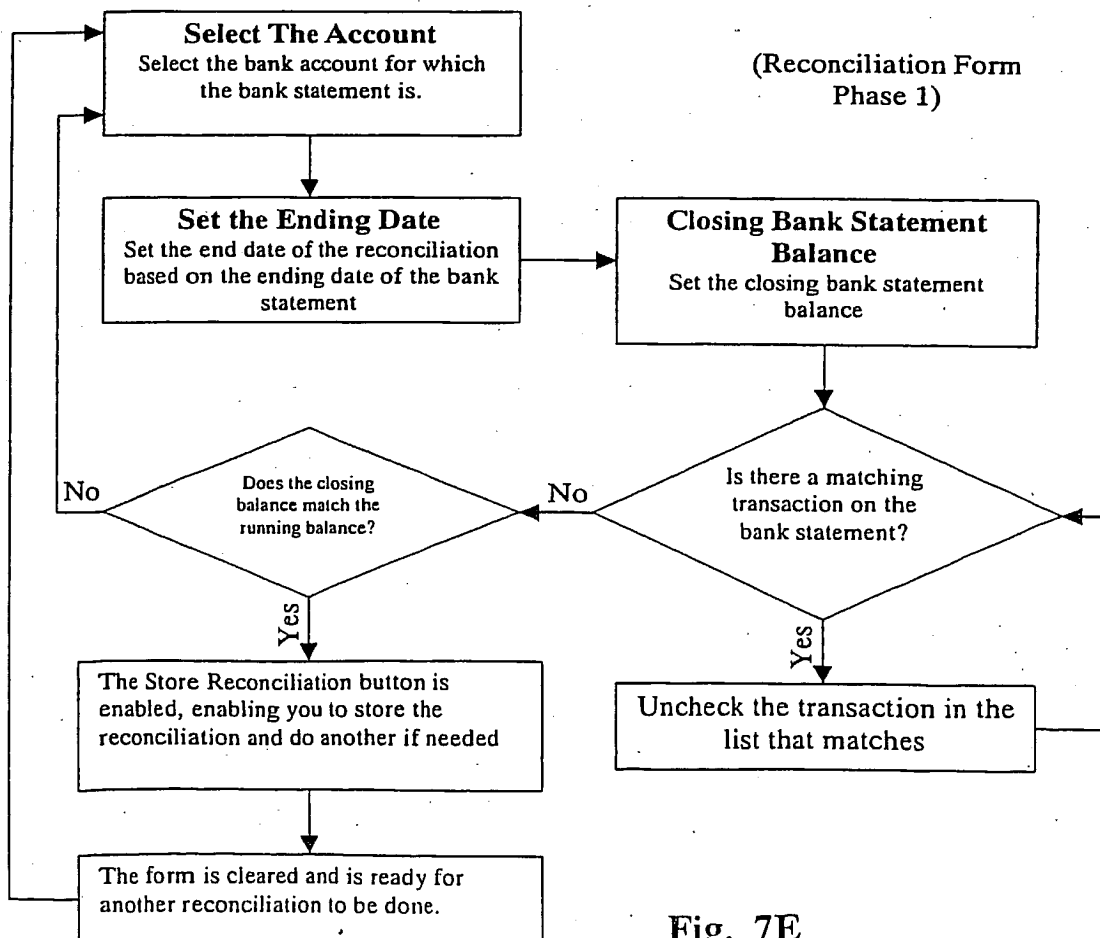 Select The Account
Select the bank account for which
the bank statement is.
(Reconciliation Form
Phase 1)
Set the Ending Date
Set the end date of the reconciliation
based on the ending date of the bank
statement
Closing Bank Statement
Balance
Set the closing bank statement
balance
Is there a matching
transaction on the
bank statement?
No
Does the closing
balance match the
running balance?
No
Yes
Yes
The Store Reconciliation button is
enabled, enabling you to store the
reconciliation and do another if needed
Uncheck the transaction in the
list that matches
The form is cleared and is ready for
another reconciliation to be done.
Fig. 7E